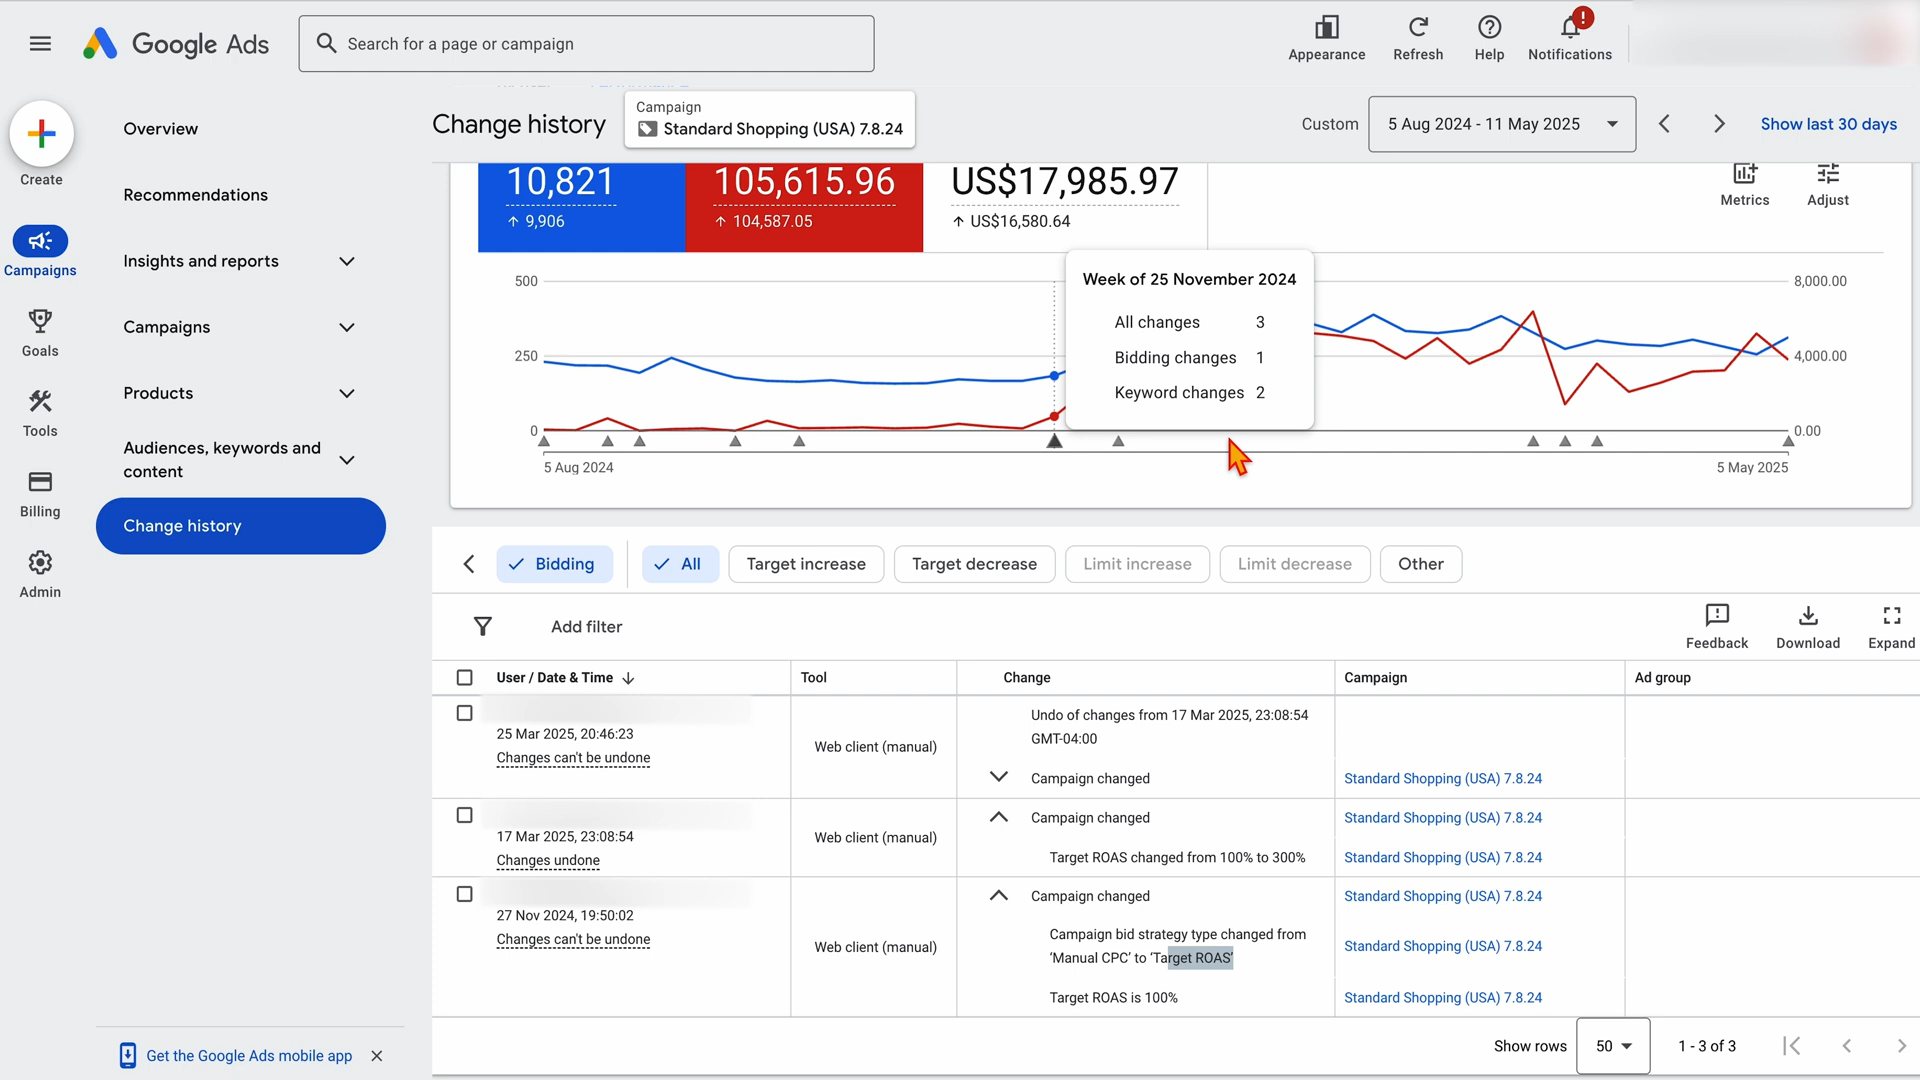 Google Ads
Search for a page or campaign
Appearance
Refresh
Help
!
Notifications
Create
Campaigns
Goals
Tools
Billing
Admin
Overview
Recommendations
Insights and reports
Campaigns
Products
Audiences, keywords and
content
Change history
Get the Google Ads mobile app
Change history
Campaign
Standard Shopping (USA) 7.8.24
Custom
5 Aug 2024 - 11 May 2025
Show last 30 days
10,821
↑ 9,906
105,615.96
↑ 104,587.05
US$17,985.97
↑ US$16,580.64
Metrics
Adjust
500
250
0
8,000.00
4,000.00
0.00
5 Aug 2024
5 May 2025
Week of 25 November 2024
All changes 3
Bidding changes 1
Keyword changes 2
Bidding
All
Target increase
Target decrease
Limit increase
Limit decrease
Other
Add filter
Feedback
Download
Expand
User / Date & Time ↓
Tool
Change
Campaign
Ad group
25 Mar 2025, 20:46:23
Changes can't be undone
Web client (manual)
Undo of changes from 17 Mar 2025, 23:08:54
GMT-04:00
Campaign changed
Standard Shopping (USA) 7.8.24
17 Mar 2025, 23:08:54
Changes undone
Web client (manual)
Campaign changed
Standard Shopping (USA) 7.8.24
Target ROAS changed from 100% to 300%
Standard Shopping (USA) 7.8.24
27 Nov 2024, 19:50:02
Changes can't be undone
Web client (manual)
Campaign changed
Standard Shopping (USA) 7.8.24
Campaign bid strategy type changed from
'Manual CPC' to 'Target ROAS'
Standard Shopping (USA) 7.8.24
Target ROAS is 100%
Standard Shopping (USA) 7.8.24
Show rows
50
1 - 3 of 3